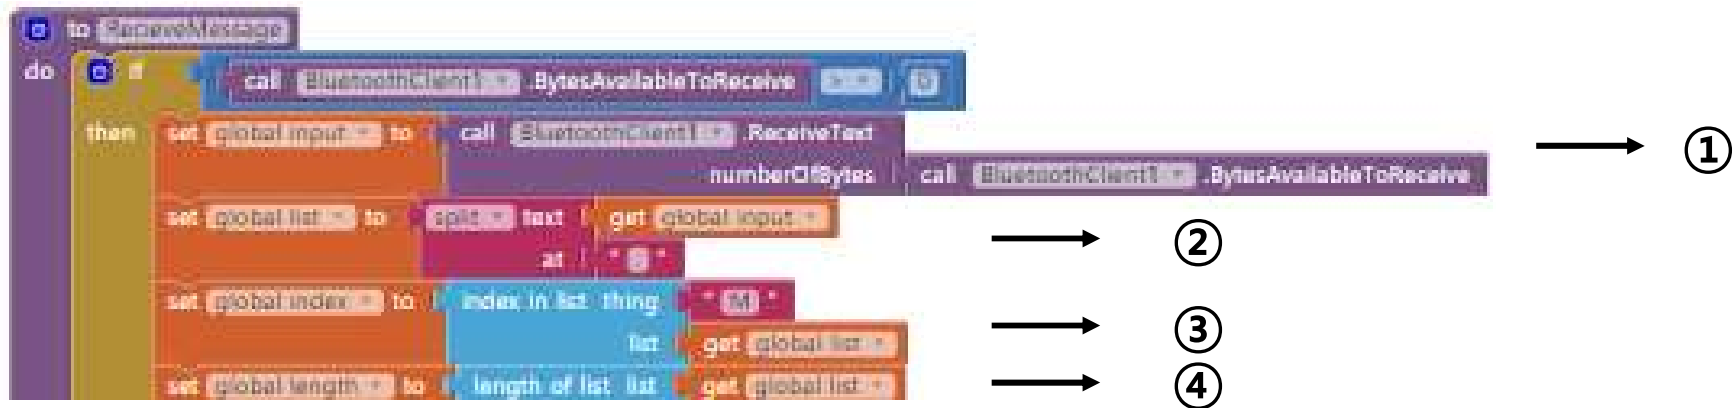 to RecieveMessage
do if call BluetoothClient1 .BytesAvailableToReceive > 0
then set global input to call BluetoothClient1 .ReceiveText
numberOfBytes call BluetoothClient1 .BytesAvailableToReceive
①
set global list to split text get global input
②
at " "
set global index to index in list thing " M "
list get global list
③
set global length to length of list list get global list
④